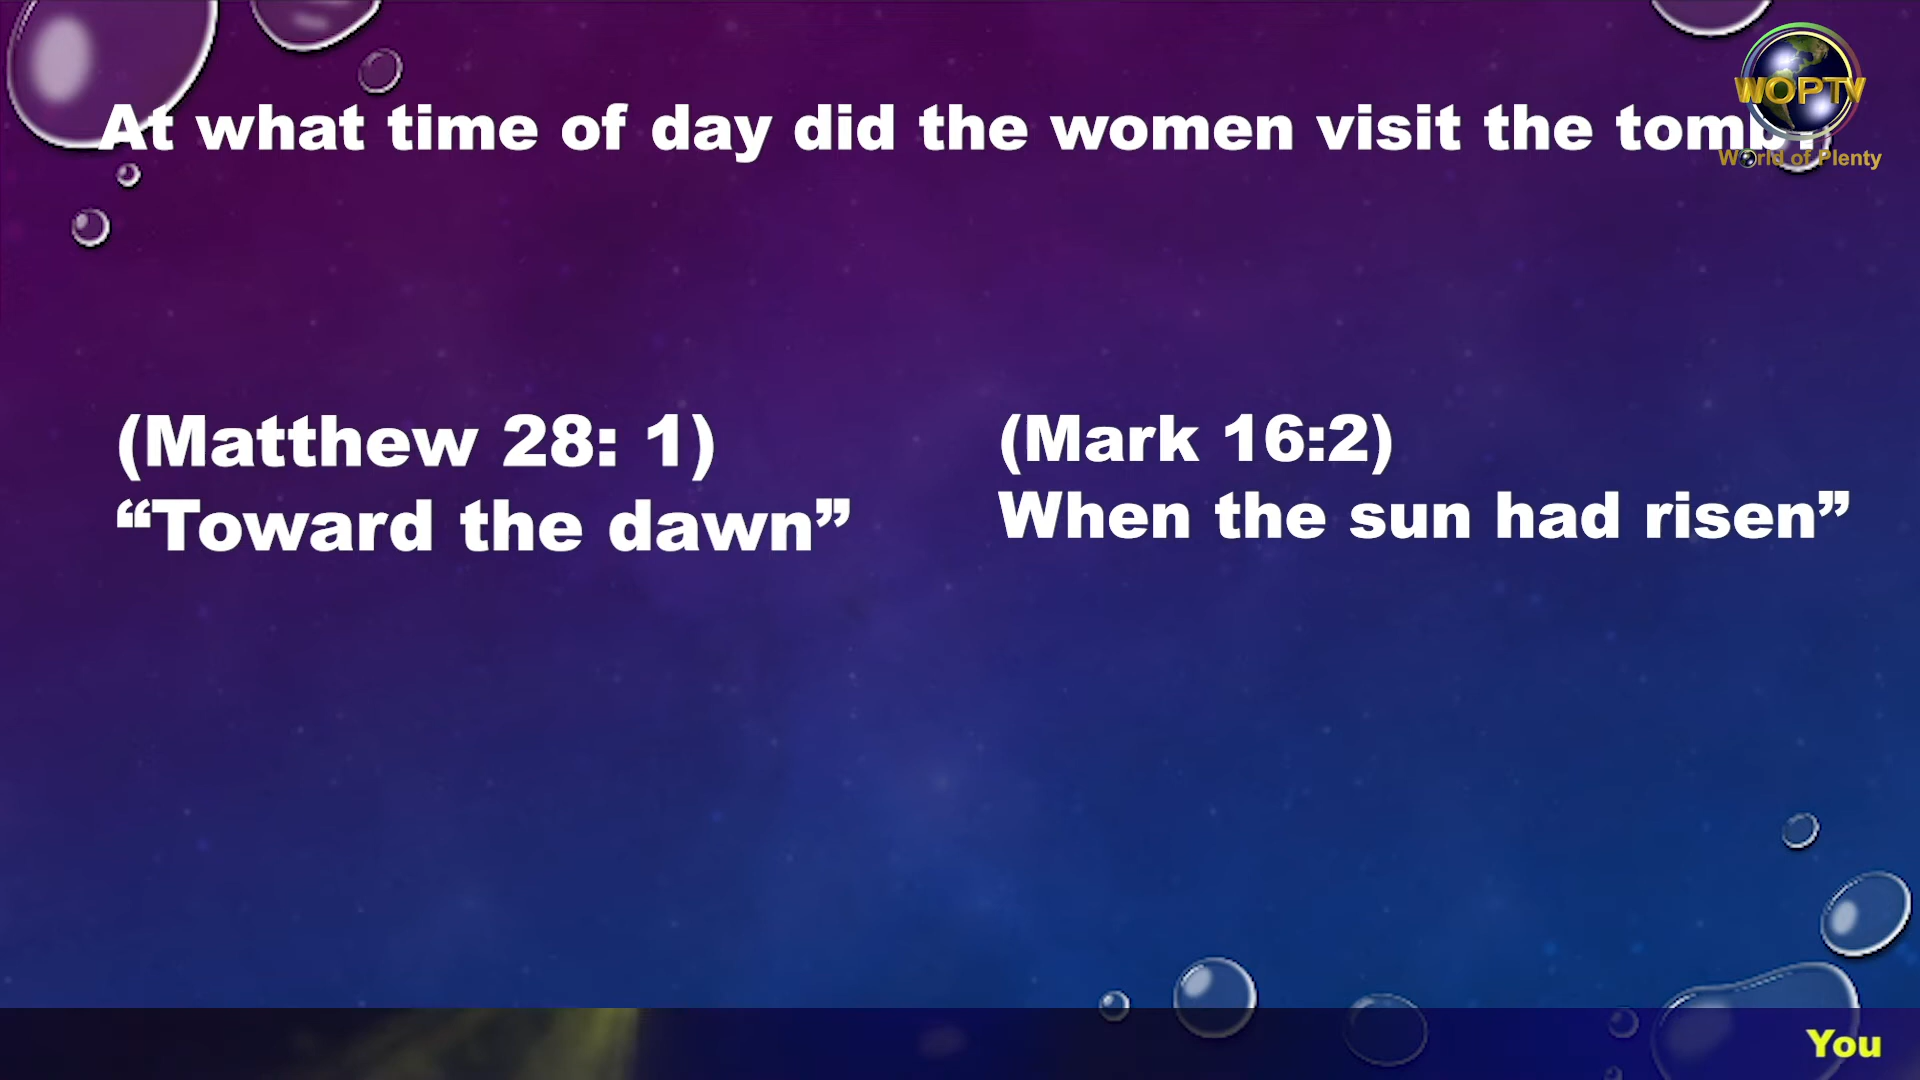 At what time of day did the women visit the tomb?
WOPTV
World of Plenty
(Matthew 28: 1)
“Toward the dawn”
(Mark 16:2)
When the sun had risen”
You